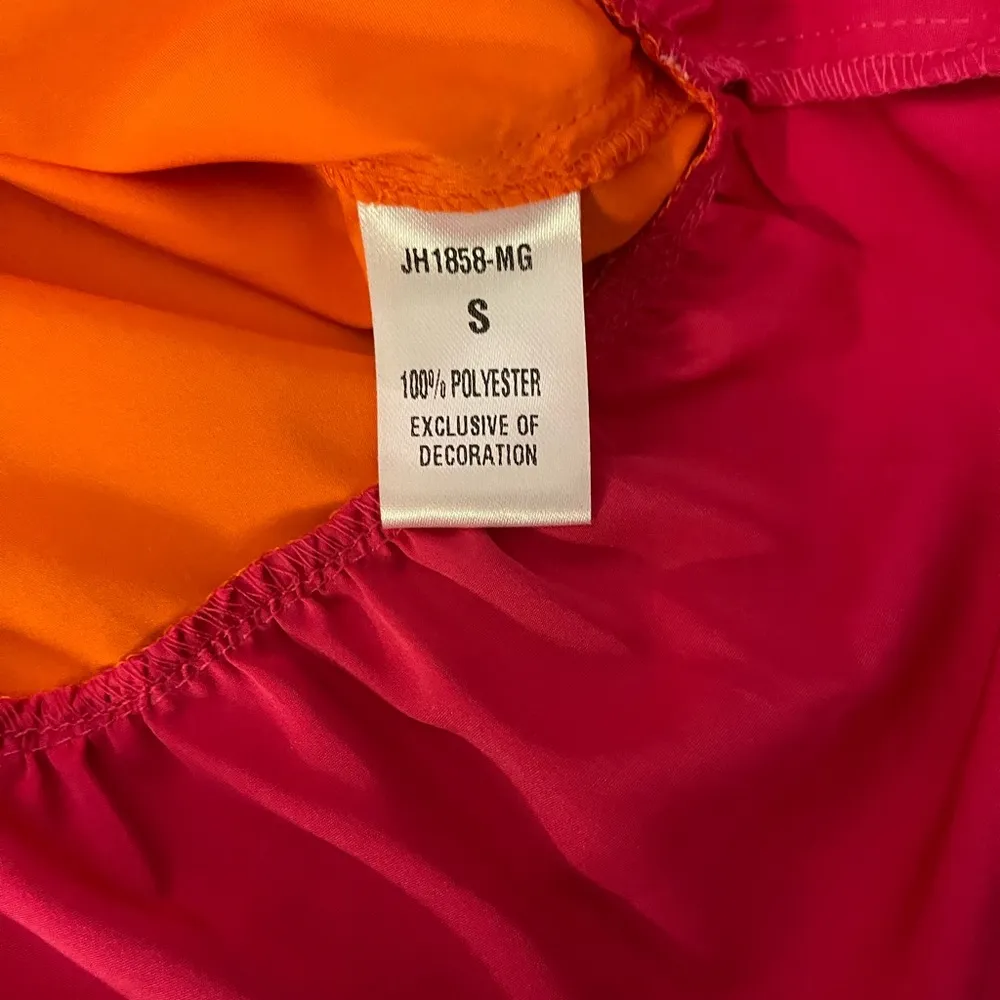 JH1858-MG
S
100% POLYESTER
EXCLUSIVE OF
DECORATION